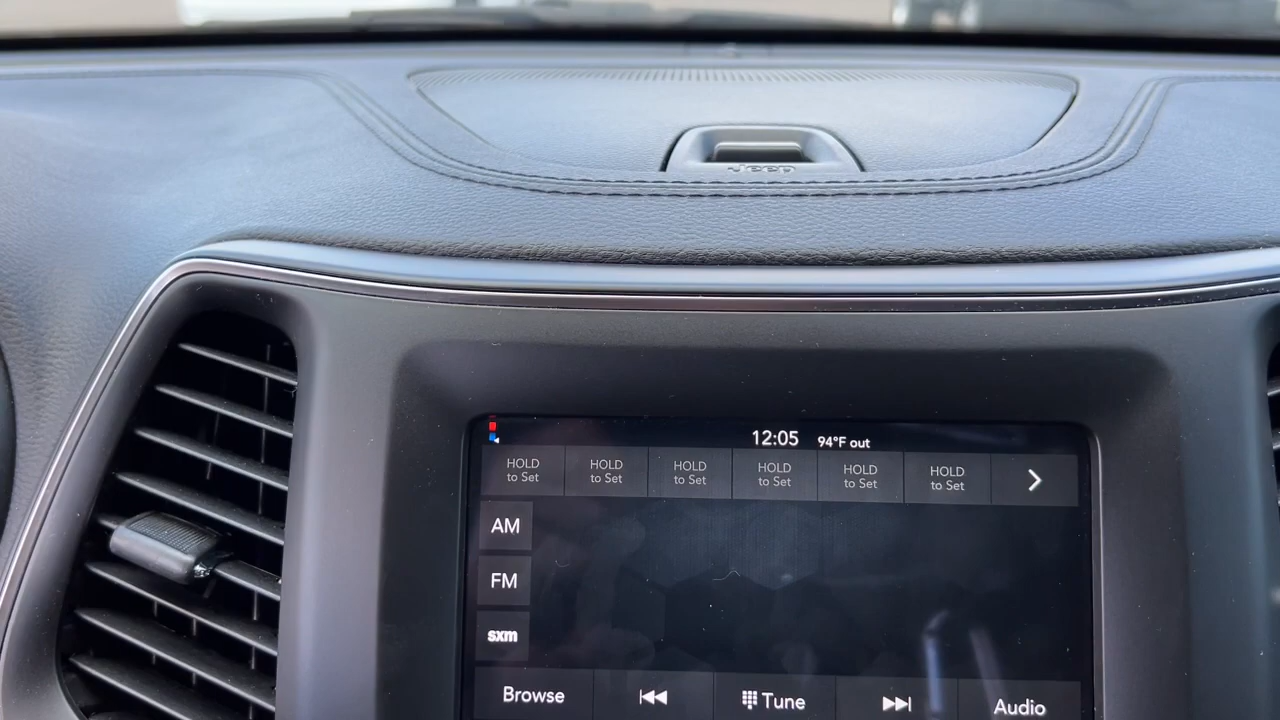 Jeep
12:05 94°F out
HOLD to Set
HOLD to Set
HOLD to Set
HOLD to Set
HOLD to Set
HOLD to Set
AM
FM
sxm
Browse
Tune
Audio